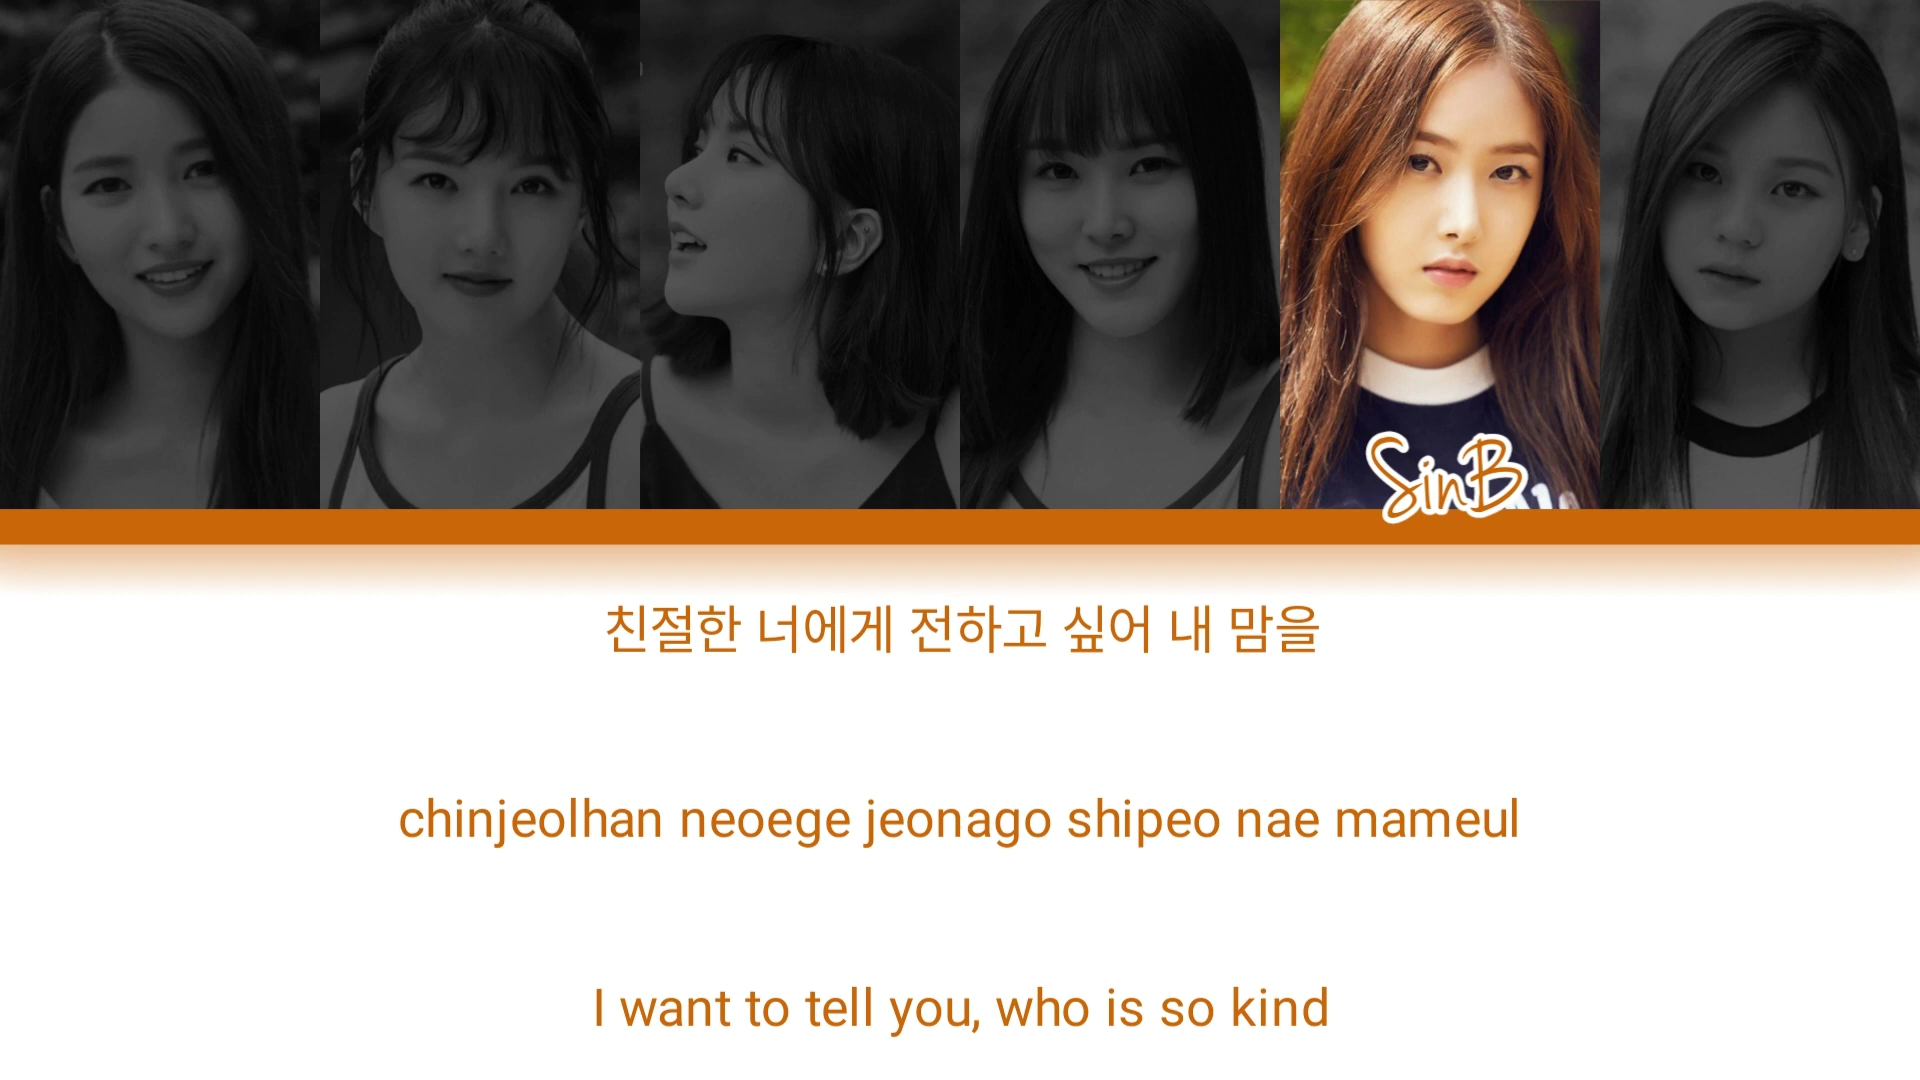 SinB
친절한 너에게 전하고 싶어 내 맘을
chinjeolhan neoege jeonago shipeo nae mameul
I want to tell you, who is so kind